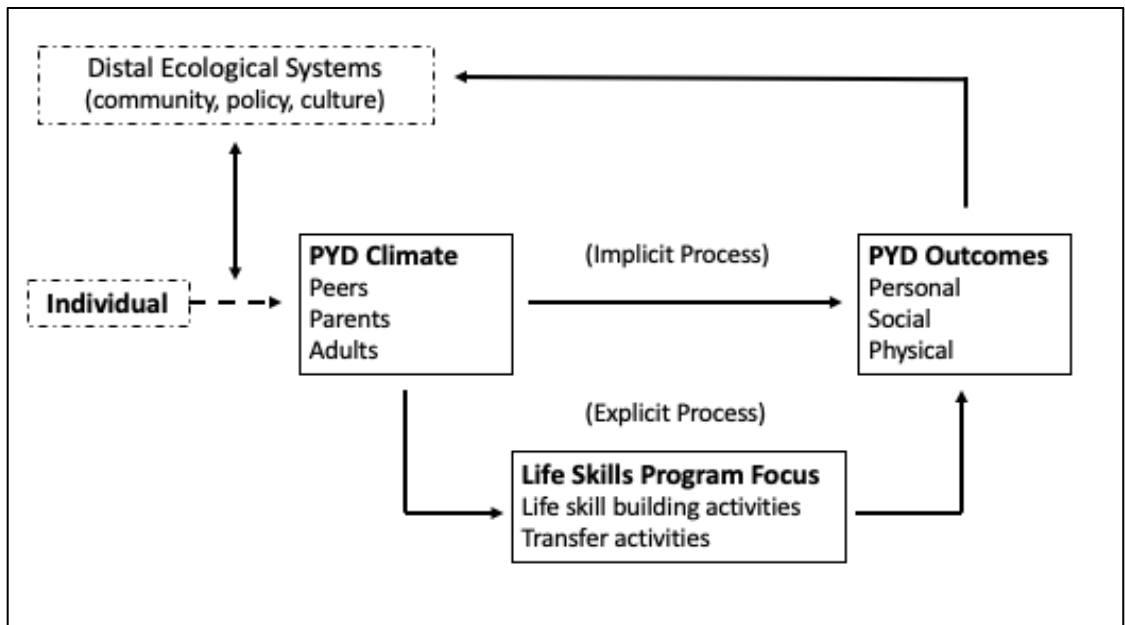 Distal Ecological Systems
(community, policy, culture)
Individual
PYD Climate
Peers
Parents
Adults
(Implicit Process)
PYD Outcomes
Personal
Social
Physical
(Explicit Process)
Life Skills Program Focus
Life skill building activities
Transfer activities